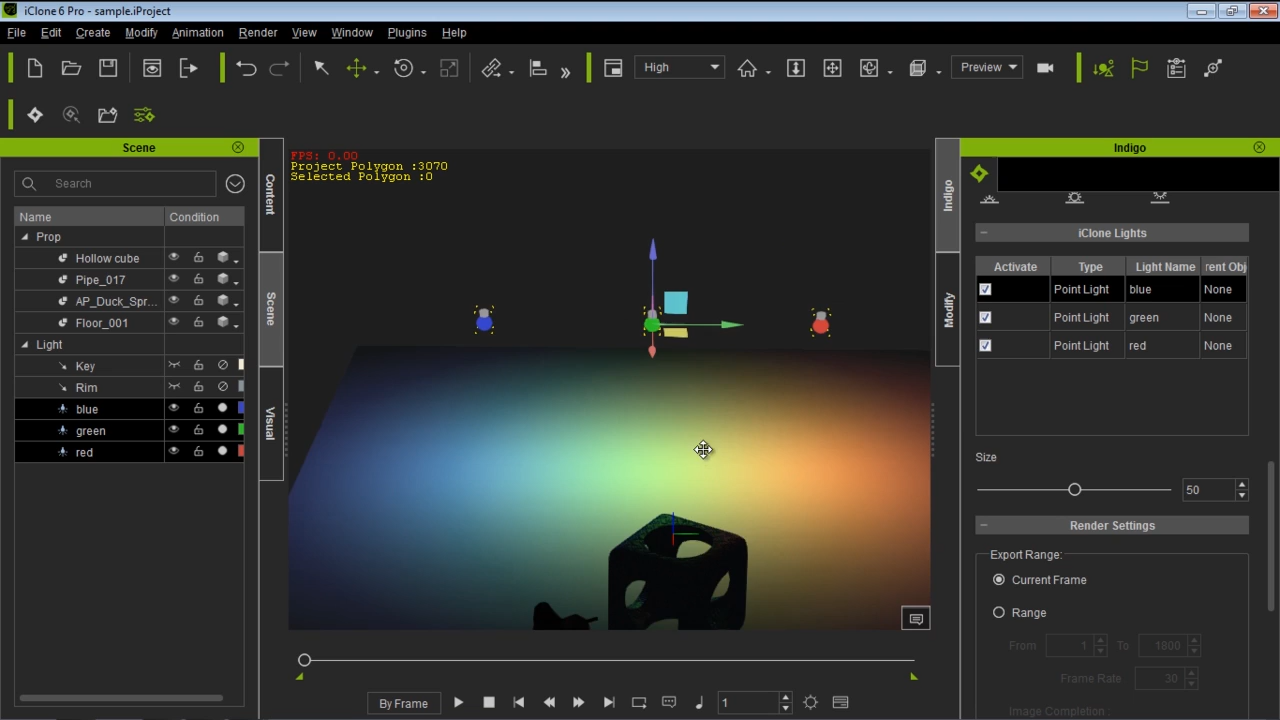 iClone 6 Pro - sample.iProject
File Edit Create Modify Animation Render View Window Plugins Help
High
Preview
Scene
Search
Name Condition
Prop
Hollow cube
Pipe_017
AP_Duck_Spr...
Floor_001
Light
Key
Rim
blue
green
red
Content
Scene
Visual
FPS: 0.00
Project Polygon :3070
Selected Polygon :0
By Frame
1
Indigo
Modify
Indigo
iClone Lights
Activate Type Light Name rent Obj
Point Light blue None
Point Light green None
Point Light red None
Size
50
Render Settings
Export Range:
Current Frame
Range
From 1 To 1800
Frame Rate 30
Image Completion: